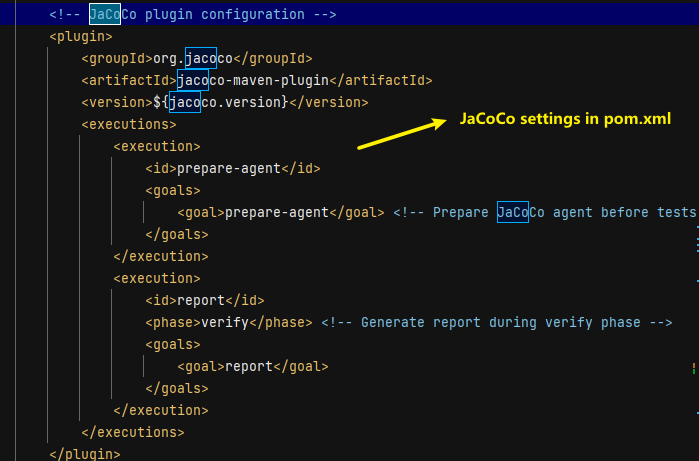 <!-- JaCoCo plugin configuration -->
<plugin>
<groupId>org.jacoco</groupId>
<artifactId>jacoco-maven-plugin</artifactId>
<version>${jacoco.version}</version>
<executions>
JaCoCo settings in pom.xml
<execution>
<id>prepare-agent</id>
<goals>
<goal>prepare-agent</goal> <!-- Prepare JaCoCo agent before tests
</goals>
</execution>
<execution>
<id>report</id>
<phase>verify</phase> <!-- Generate report during verify phase -->
<goals>
<goal>report</goal>
</goals>
</execution>
</executions>
</plugin>